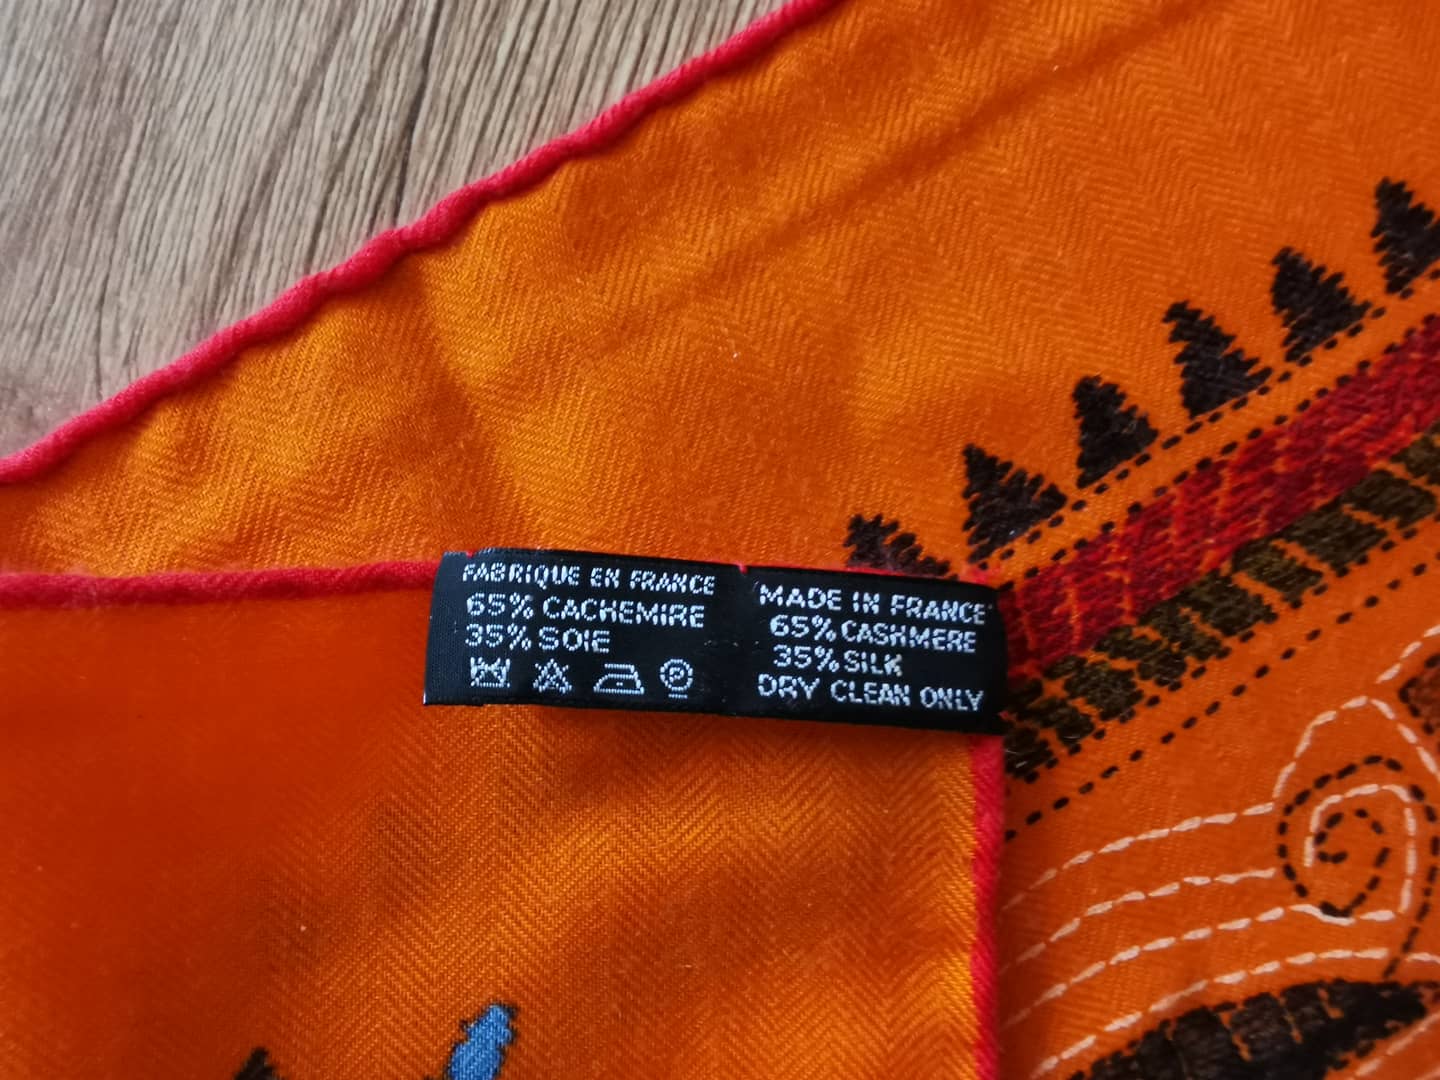 FABRIQUE EN FRANCE
65% CACHEMIRE
35% SOIE
P
MADE IN FRANCE
65% CASHMERE
35% SILK
DRY CLEAN ONLY